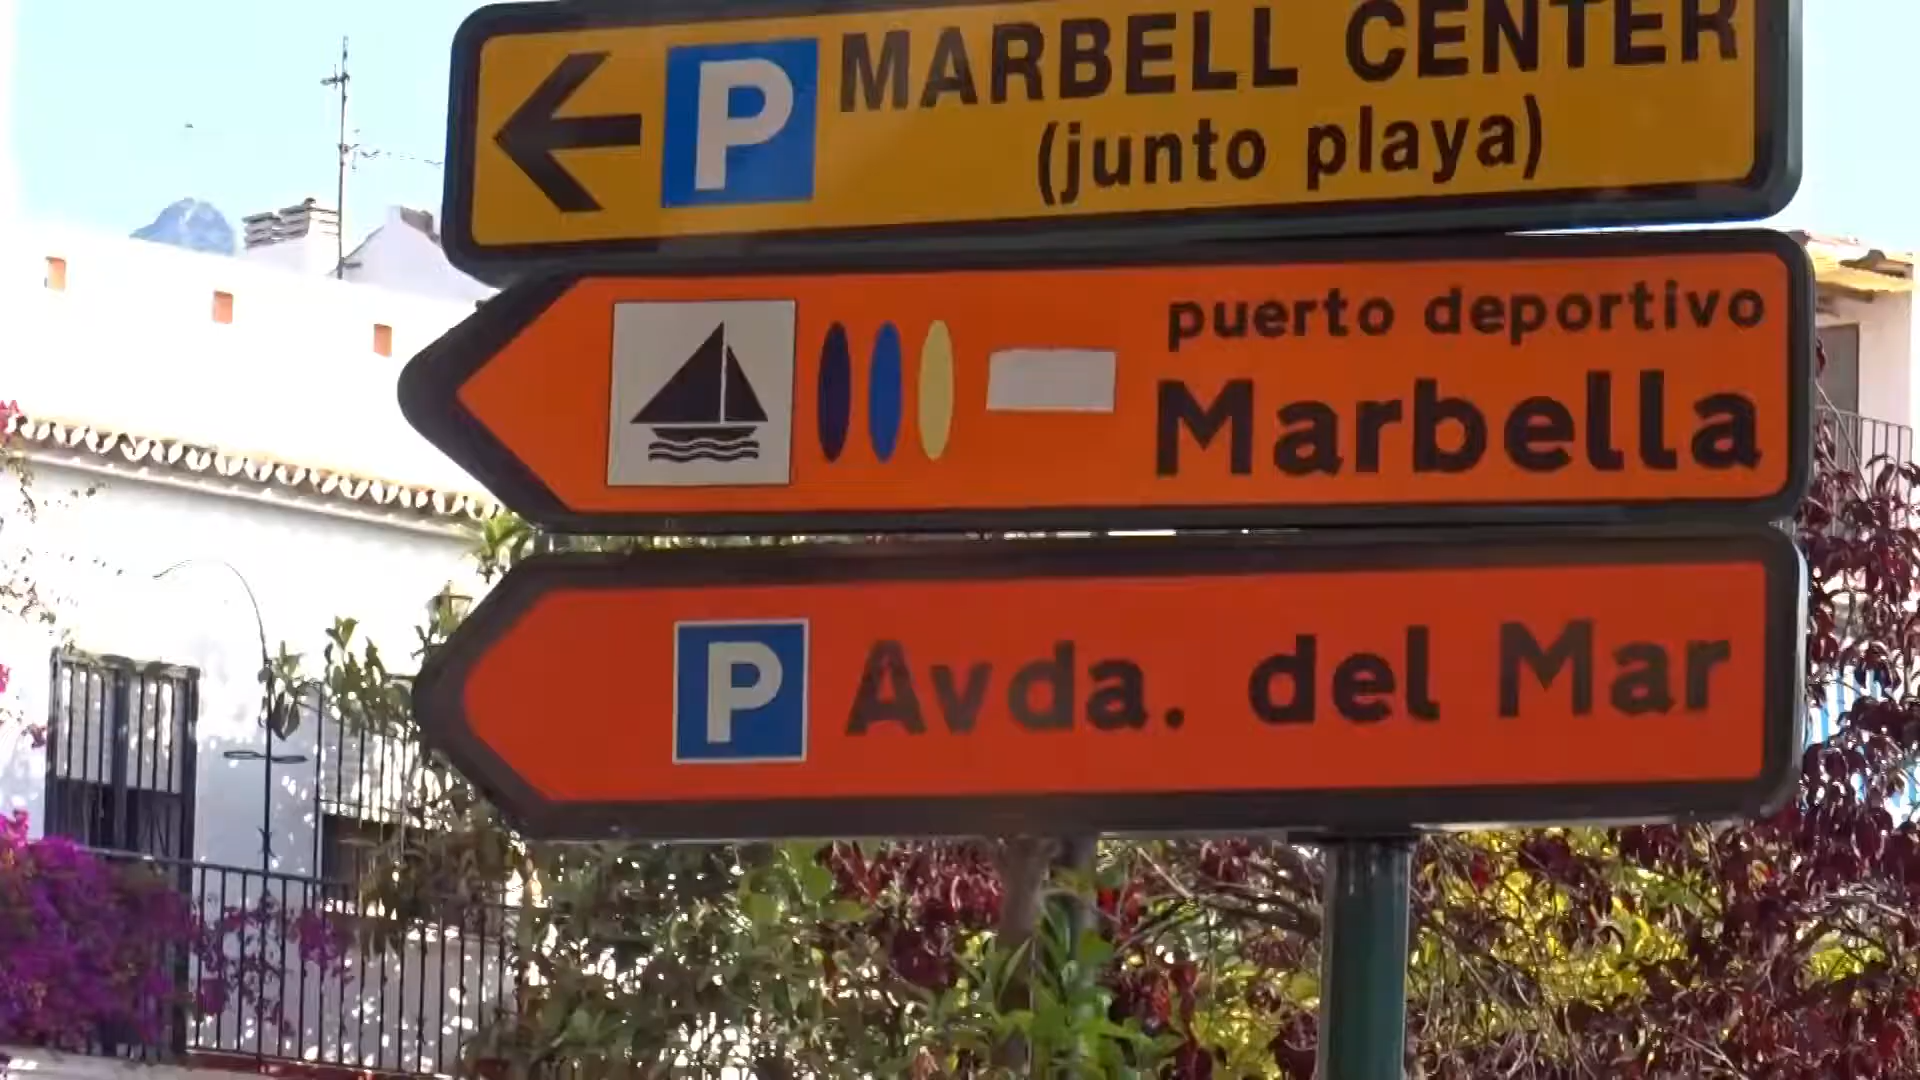 P MARBELL CENTER
(junto playa)
puerto deportivo
Marbella
P Avda. del Mar